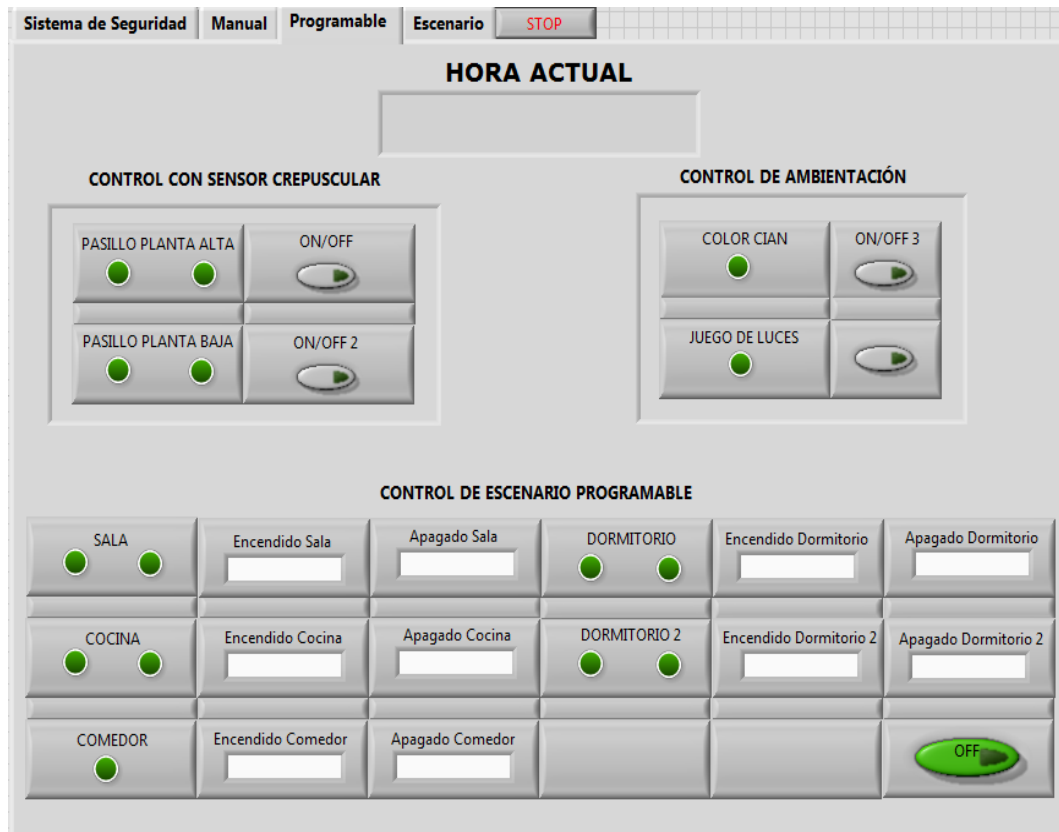 Sistema de Seguridad Manual Programable Escenario STOP
HORA ACTUAL
CONTROL CON SENSOR CREPUSCULAR
PASILLO PLANTA ALTA ON/OFF
PASILLO PLANTA BAJA ON/OFF 2
CONTROL DE AMBIENTACIÓN
COLOR CIAN ON/OFF 3
JUEGO DE LUCES
CONTROL DE ESCENARIO PROGRAMABLE
SALA Encendido Sala Apagado Sala DORMITORIO Encendido Dormitorio Apagado Dormitorio
COCINA Encendido Cocina Apagado Cocina DORMITORIO 2 Encendido Dormitorio 2 Apagado Dormitorio 2
COMEDOR Encendido Comedor Apagado Comedor OFF